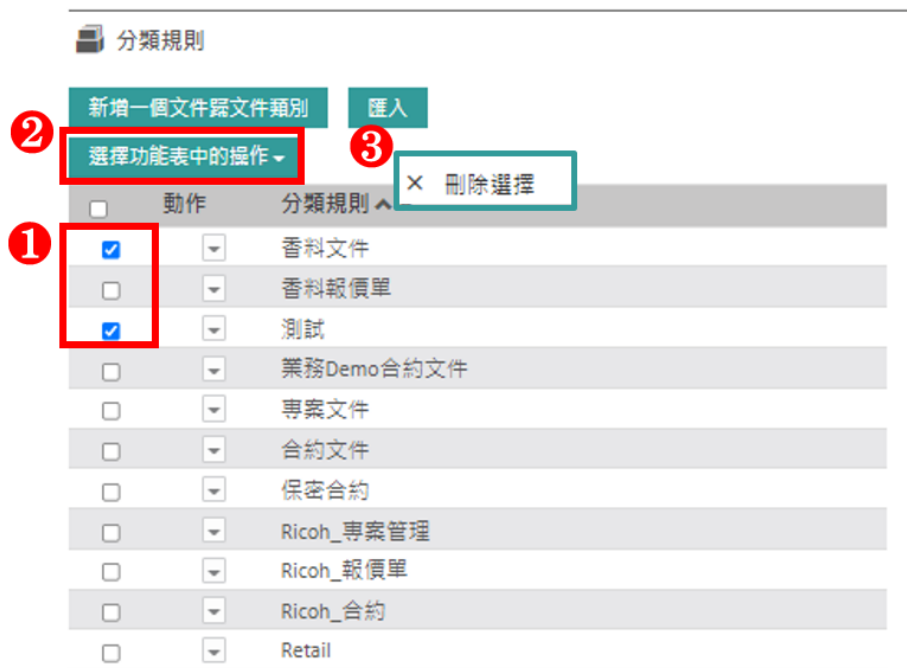 分類規則
新增一個文件歸文件類別 匯入
❷ 選擇功能表中的操作 ❸
× 刪除選擇
動作 分類規則
❶ 香料文件
香料報價單
測試
業務Demo合約文件
專案文件
合約文件
保密合約
Ricoh_專案管理
Ricoh_報價單
Ricoh_合約
Retail